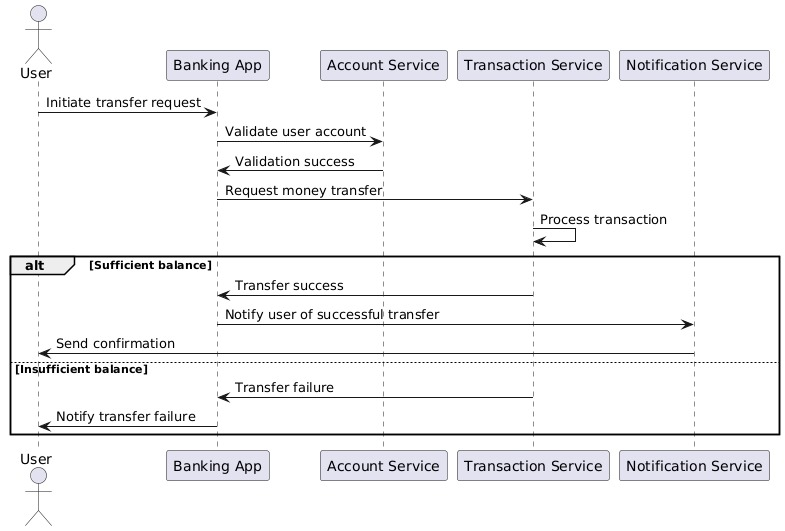 User
Banking App
Account Service
Transaction Service
Notification Service
Initiate transfer request
Validate user account
Validation success
Request money transfer
Process transaction
alt
[Sufficient balance]
Transfer success
Notify user of successful transfer
Send confirmation
[Insufficient balance]
Transfer failure
Notify transfer failure
User
Banking App
Account Service
Transaction Service
Notification Service